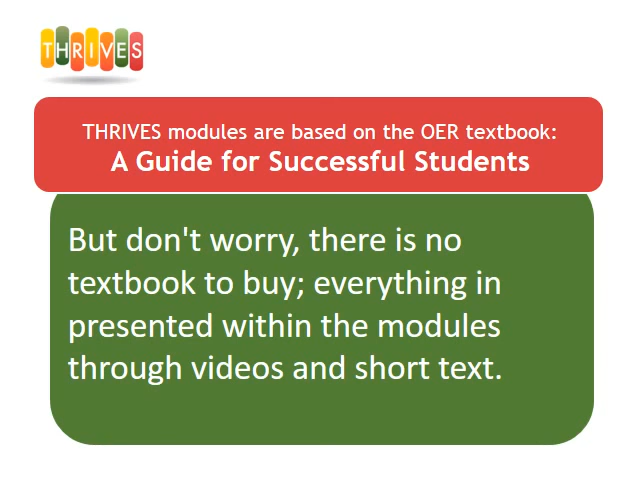 THRIVES
THRIVES modules are based on the OER textbook:
A Guide for Successful Students
But don't worry, there is no
textbook to buy; everything in
presented within the modules
through videos and short text.